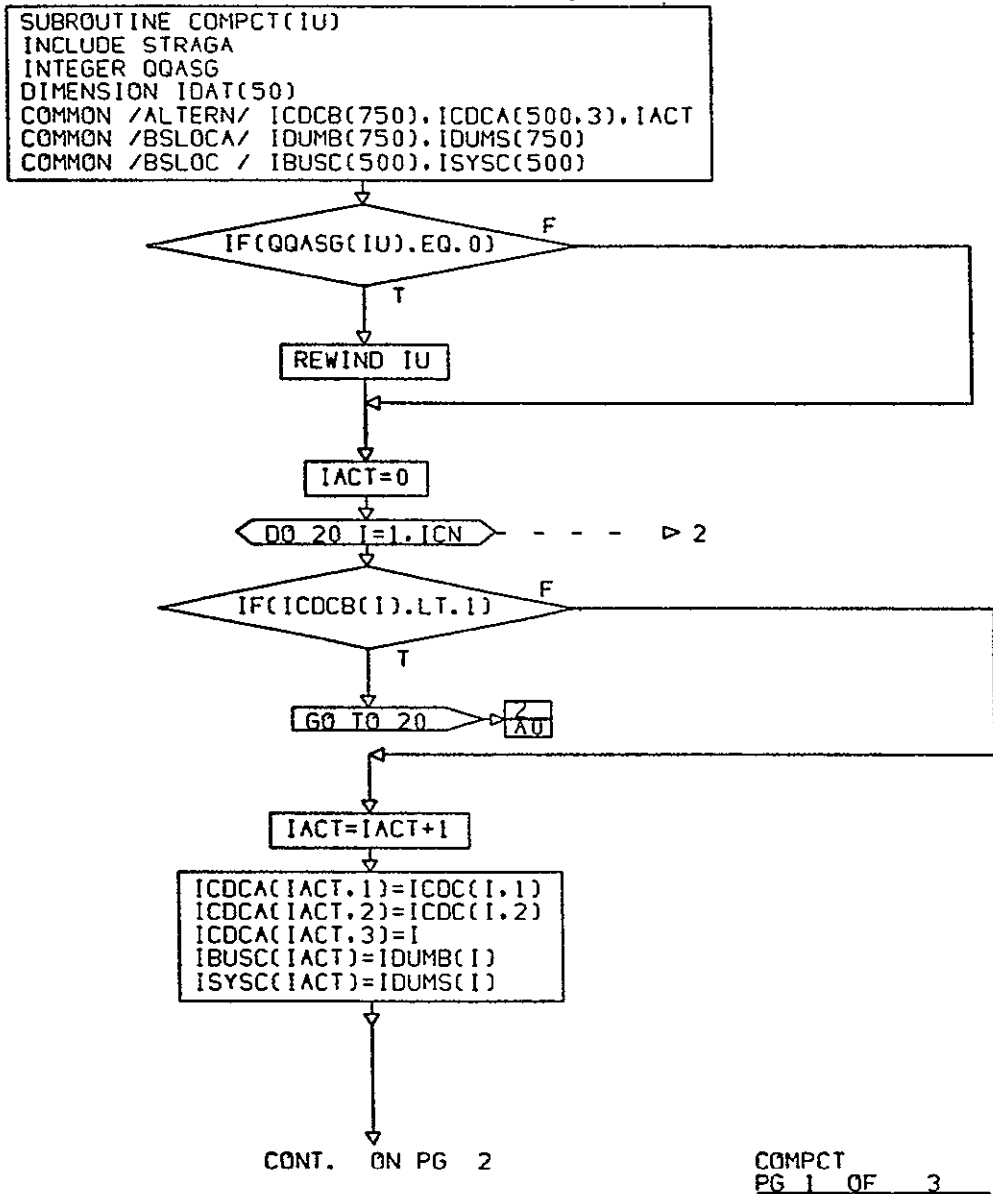 SUBROUTINE COMPCT(IU)
INCLUDE STRAGA
INTEGER QQASG
DIMENSION IDAT(50)
COMMON /ALTERN/ ICDCB(750),ICDCA(500,3),IACT
COMMON /BSLOCA/ IDUMB(750),IDUMS(750)
COMMON /BSLOC / IBUSC(500),ISYSC(500)
IF(QQASG(IU).EQ.0)
F
T
REWIND IU
IACT=0
DO 20 I=1,ICN
2
IF(ICDCB(I).LT.1)
F
T
GO TO 20
2
AU
IACT=IACT+1
ICDCA(IACT,1)=ICDC(I,1)
ICDCA(IACT,2)=ICDC(I,2)
ICDCA(IACT,3)=I
IBUSC(IACT)=IDUMB(I)
ISYSC(IACT)=IDUMS(I)
CONT. ON PG 2
COMPCT
PG 1 OF 3